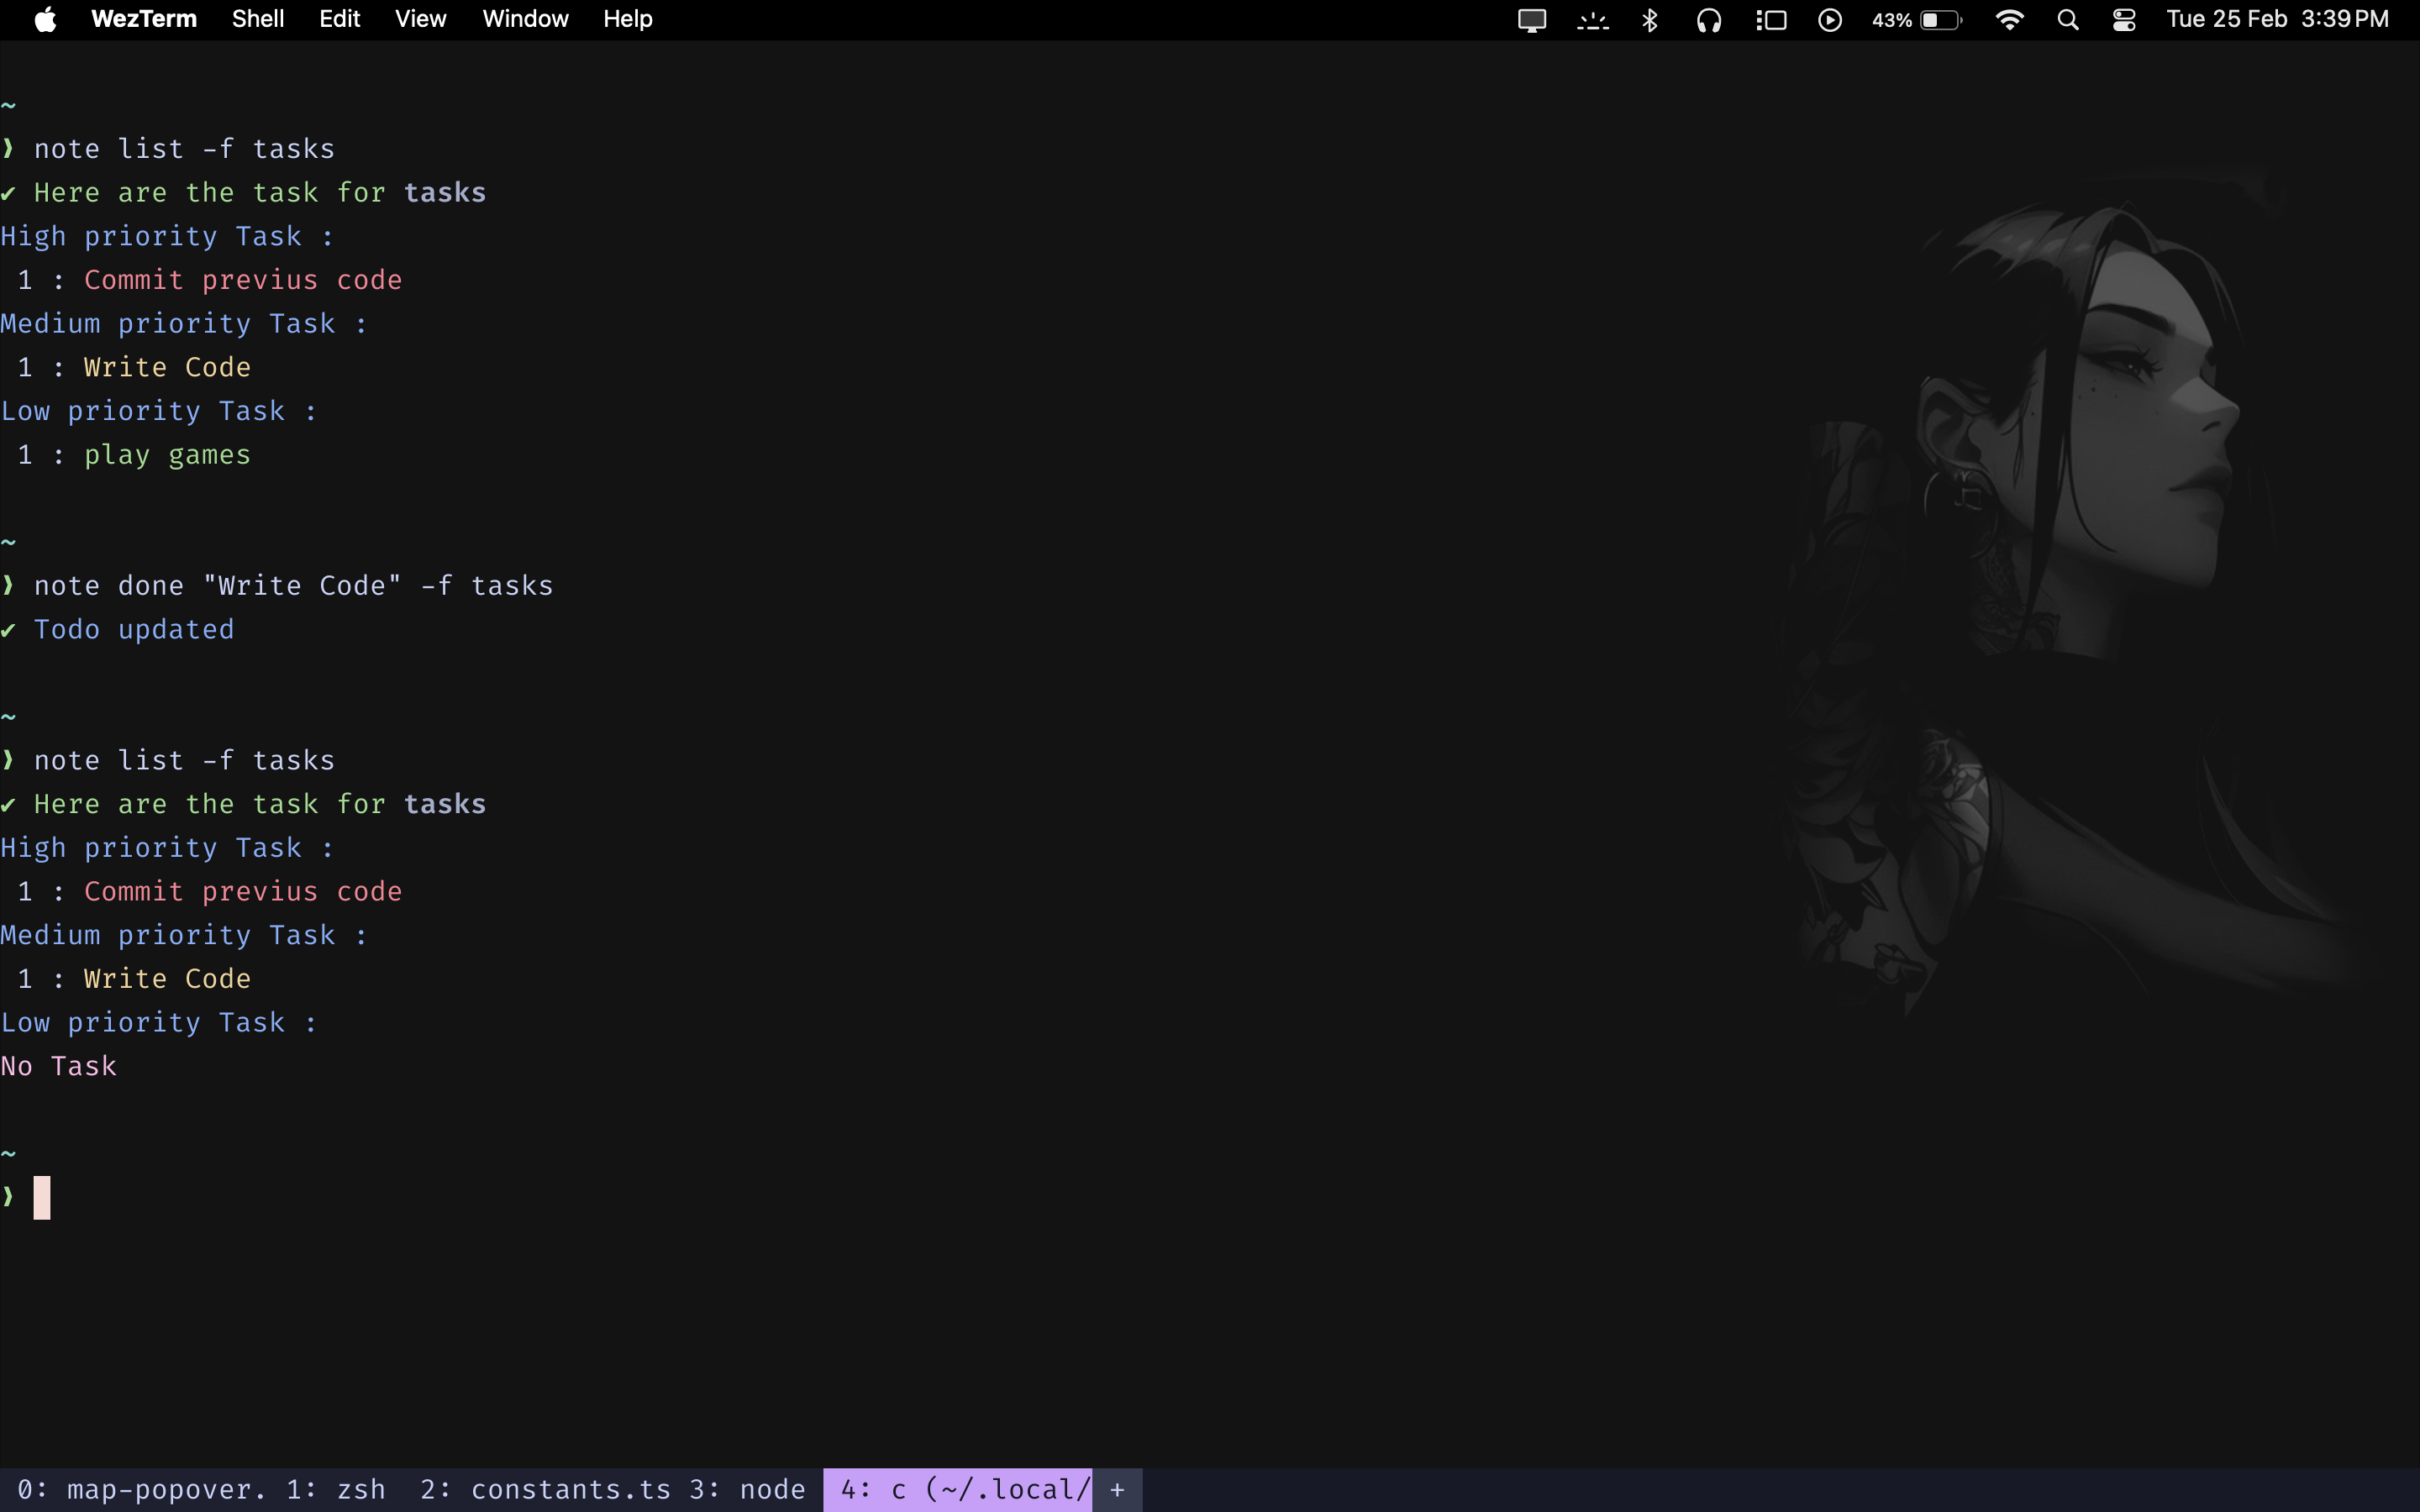 WezTerm Shell Edit View Window Help 43% Tue 25 Feb 3:39 PM
~
❱ note list -f tasks
✔ Here are the task for tasks
High priority Task :
1 : Commit previus code
Medium priority Task :
1 : Write Code
Low priority Task :
1 : play games
~
❱ note done "Write Code" -f tasks
✔ Todo updated
~
❱ note list -f tasks
✔ Here are the task for tasks
High priority Task :
1 : Commit previus code
Medium priority Task :
1 : Write Code
Low priority Task :
No Task
~
❱
0: map-popover. 1: zsh 2: constants.ts 3: node 4: c (~/.local/ +